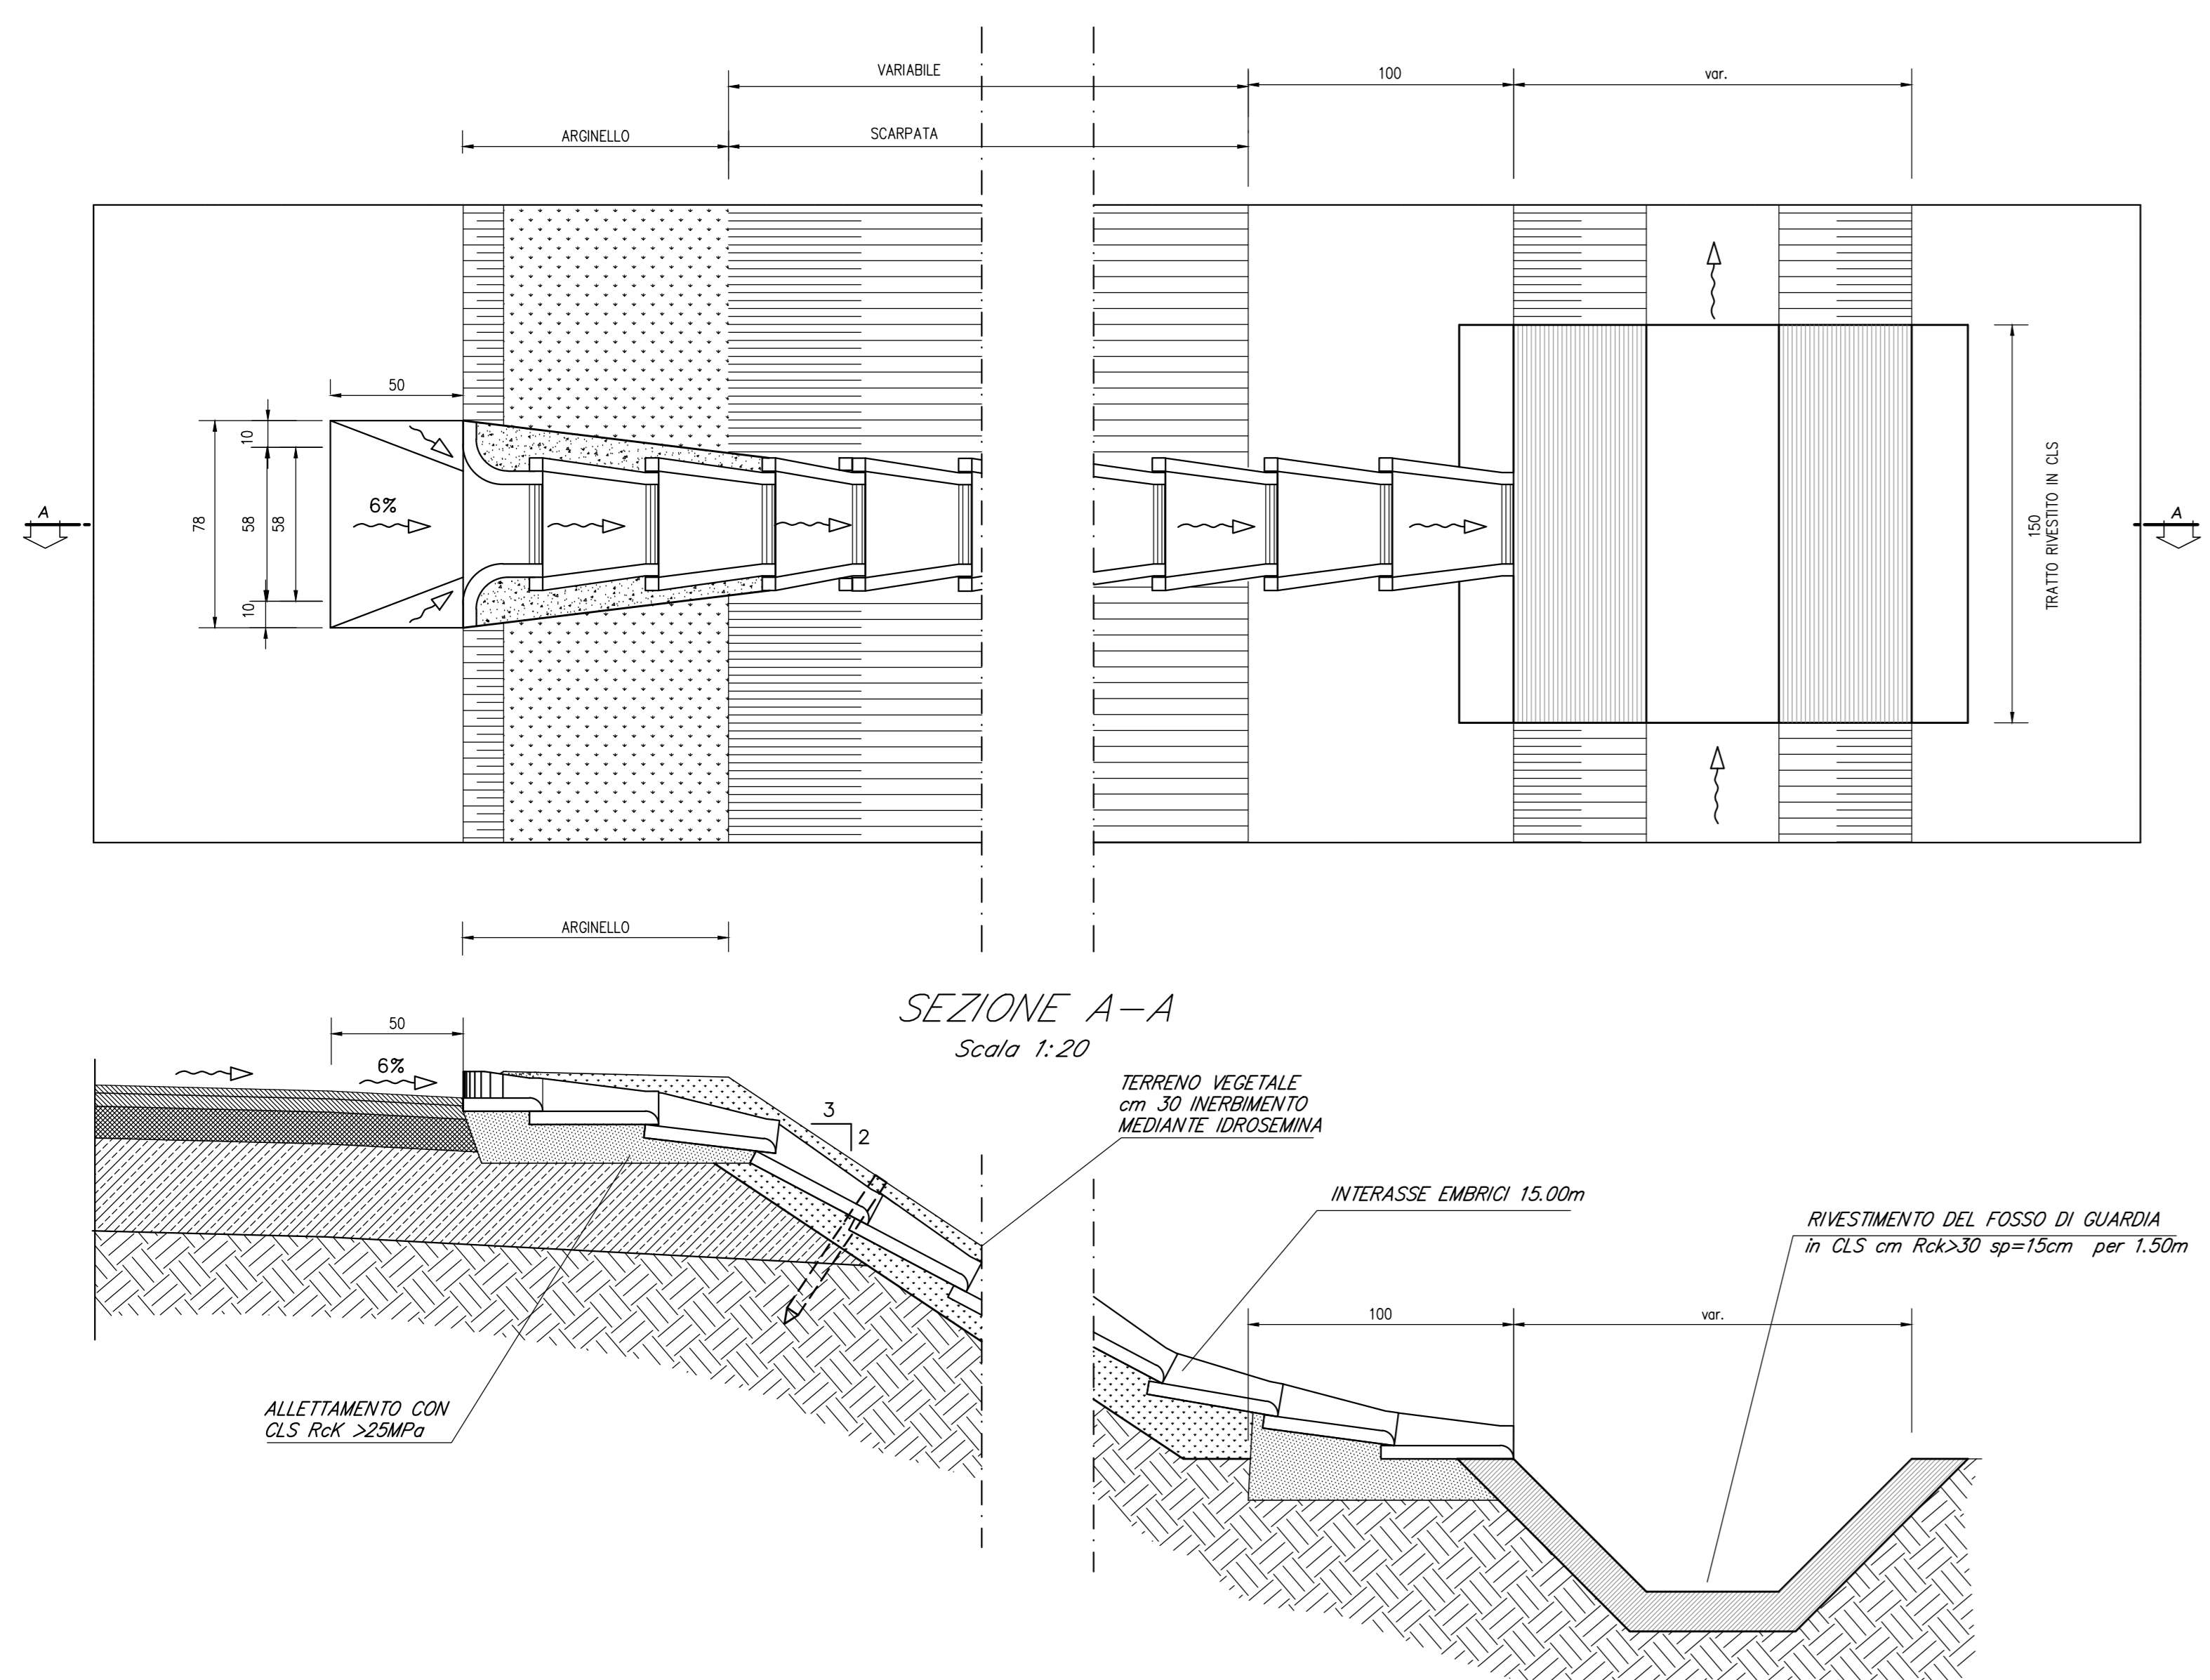 VARIABILE
100
var.
ARGINELLO
SCARPATA
50
10
78
58
58
10
6%
A
A
150
TRATTO RIVESTITO IN CLS
ARGINELLO
SEZIONE A-A
Scala 1:20
50
6%
3
2
TERRENO VEGETALE
cm 30 INERBIMENTO
MEDIANTE IDROSEMINA
INTERASSE EMBRICI 15.00m
RIVESTIMENTO DEL FOSSO DI GUARDIA
in CLS cm Rck>30 sp=15cm per 1.50m
100
var.
ALLETTAMENTO CON
CLS RcK >25MPa